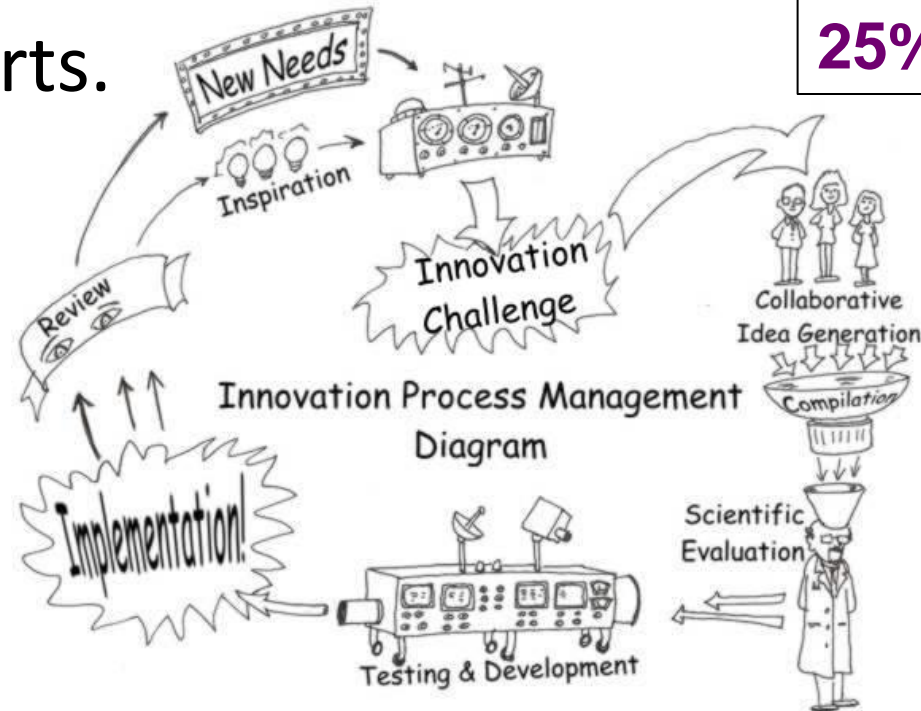 rts.
25%
New Needs
Inspiration
Innovation
Challenge
Collaborative
Idea Generation
Compilation
Scientific
Evaluation
Testing & Development
Implementation!
Review
Innovation Process Management
Diagram